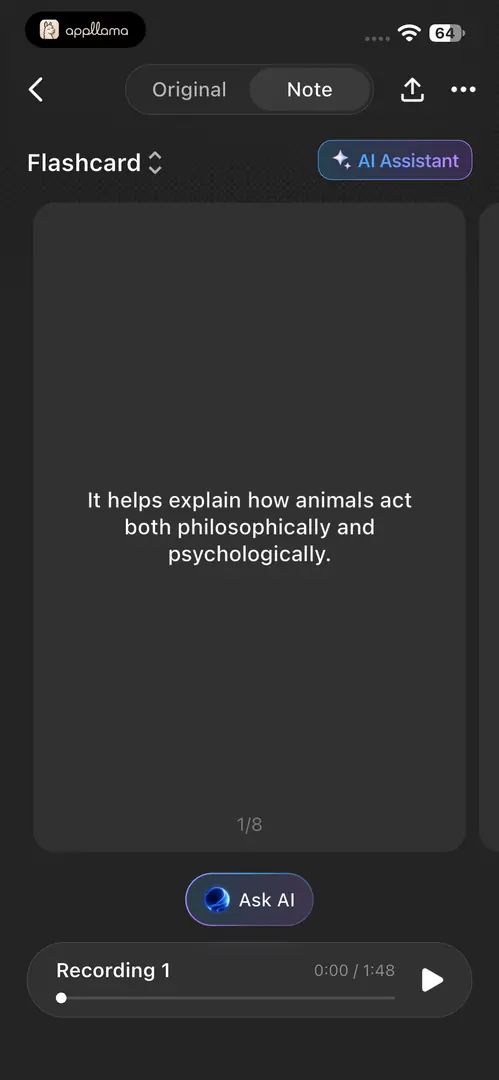 appllama
64
Original
Note
Flashcard
AI Assistant
It helps explain how animals act
both philosophically and
psychologically.
1/8
Ask AI
Recording 1
0:00 / 1:48